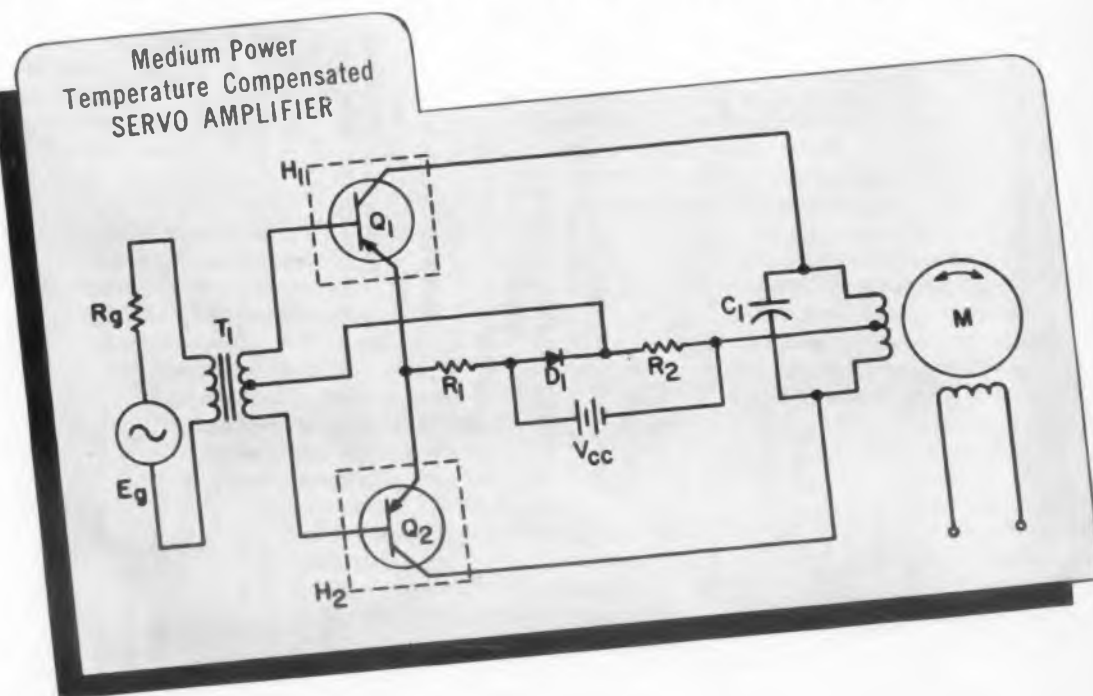 Medium Power
Temperature Compensated
SERVO AMPLIFIER
H1
Q1
Rg
T1
C1
M
R1
D1
R2
Vcc
Eg
Q2
H2